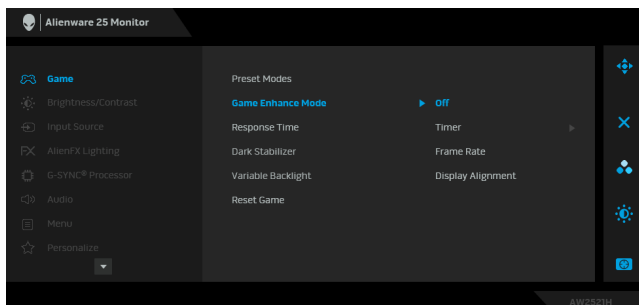 Alienware 25 Monitor
Game
Brightness/Contrast
Input Source
AlienFX Lighting
G-SYNC® Processor
Audio
Menu
Personalize
Preset Modes
Game Enhance Mode
Response Time
Dark Stabilizer
Variable Backlight
Reset Game
Off
Timer
Frame Rate
Display Alignment
AW2521H